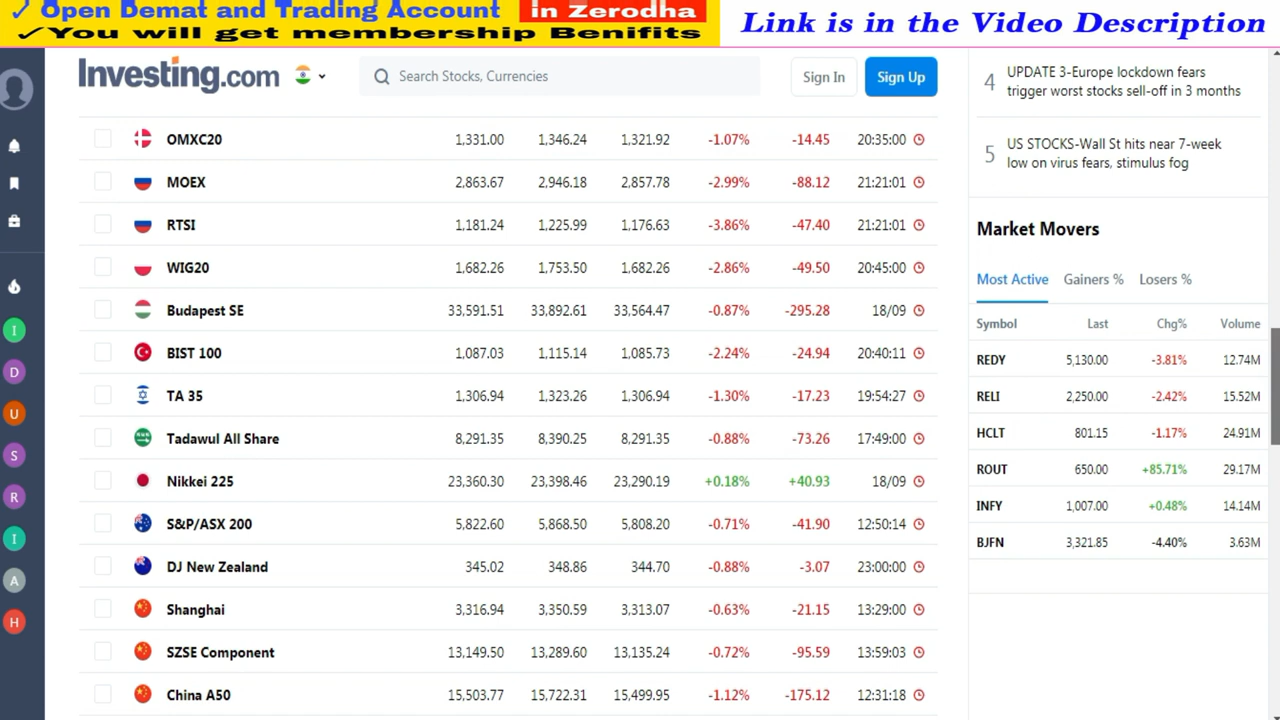 ✓ Open Demat and Trading Account In Zerodha
✓You will get membership Benifits
Link is in the Video Description
Investing.com
Search Stocks, Currencies
Sign In
Sign Up
OMXC20 1,331.00 1,346.24 1,321.92 -1.07% -14.45 20:35:00
MOEX 2,863.67 2,946.18 2,857.78 -2.99% -88.12 21:21:01
RTSI 1,181.24 1,225.99 1,176.63 -3.86% -47.40 21:21:01
WIG20 1,682.26 1,753.50 1,682.26 -2.86% -49.50 20:45:00
Budapest SE 33,591.51 33,892.61 33,564.47 -0.87% -295.28 18/09
BIST 100 1,087.03 1,115.14 1,085.73 -2.24% -24.94 20:40:11
TA 35 1,306.94 1,323.26 1,306.94 -1.30% -17.23 19:54:27
Tadawul All Share 8,291.35 8,390.25 8,291.35 -0.88% -73.26 17:49:00
Nikkei 225 23,360.30 23,398.46 23,290.19 +0.18% +40.93 18/09
S&P/ASX 200 5,822.60 5,868.50 5,808.20 -0.71% -41.90 12:50:14
DJ New Zealand 345.02 348.86 344.70 -0.88% -3.07 23:00:00
Shanghai 3,316.94 3,350.59 3,313.07 -0.63% -21.15 13:29:00
SZSE Component 13,149.50 13,289.60 13,135.24 -0.72% -95.59 13:59:03
China A50 15,503.77 15,722.31 15,499.95 -1.12% -175.12 12:31:18
4 UPDATE 3-Europe lockdown fears
trigger worst stocks sell-off in 3 months
5 US STOCKS-Wall St hits near 7-week
low on virus fears, stimulus fog
Market Movers
Most Active Gainers % Losers %
Symbol Last Chg% Volume
REDY 5,130.00 -3.81% 12.74M
RELI 2,250.00 -2.42% 15.52M
HCLT 801.15 -1.17% 24.91M
ROUT 650.00 +85.71% 29.17M
INFY 1,007.00 +0.48% 14.14M
BJFN 3,321.85 -4.40% 3.63M
I
D
U
S
R
I
A
H